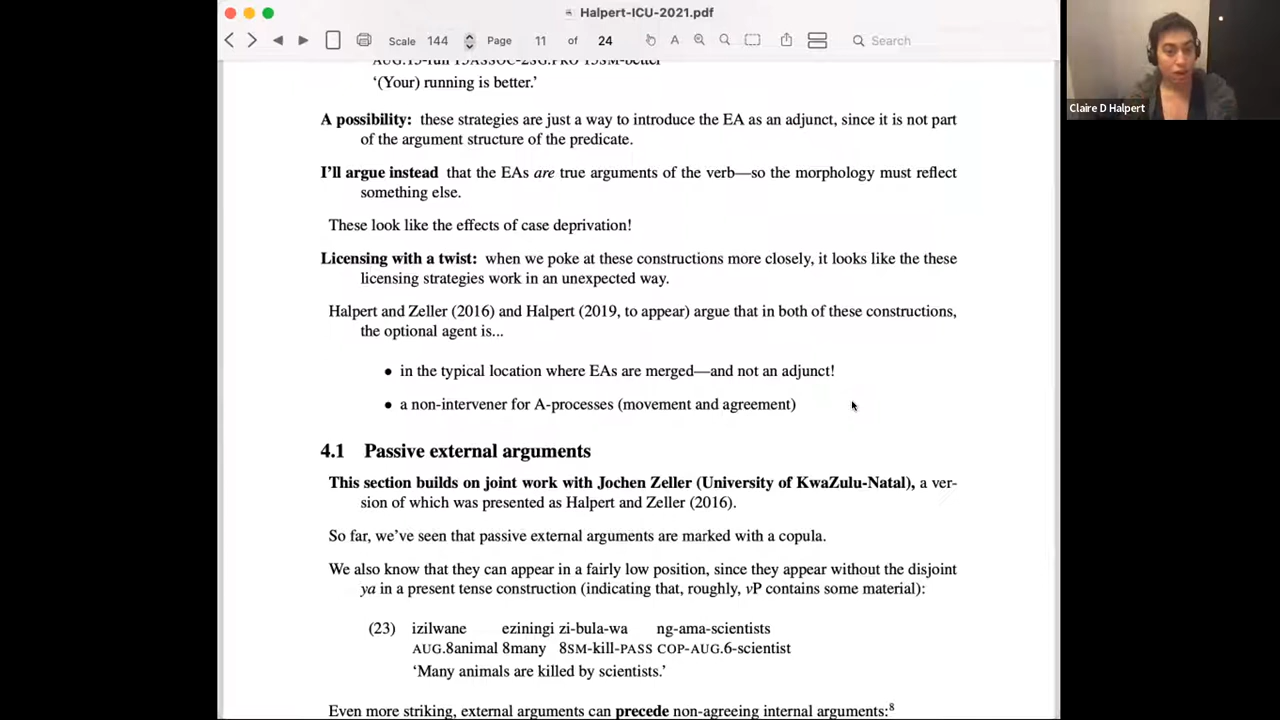 Halpert-ICU-2021.pdf
Scale 144 Page 11 of 24 Search
Claire D Halpert
AUG.15-run 15ASSOC-2SG.PRO 15SM-better
‘(Your) running is better.’
A possibility: these strategies are just a way to introduce the EA as an adjunct, since it is not part
of the argument structure of the predicate.
I’ll argue instead that the EAs are true arguments of the verb—so the morphology must reflect
something else.
These look like the effects of case deprivation!
Licensing with a twist: when we poke at these constructions more closely, it looks like the these
licensing strategies work in an unexpected way.
Halpert and Zeller (2016) and Halpert (2019, to appear) argue that in both of these constructions,
the optional agent is...
• in the typical location where EAs are merged—and not an adjunct!
• a non-intervener for A-processes (movement and agreement)
4.1 Passive external arguments
This section builds on joint work with Jochen Zeller (University of KwaZulu-Natal), a ver-
sion of which was presented as Halpert and Zeller (2016).
So far, we’ve seen that passive external arguments are marked with a copula.
We also know that they can appear in a fairly low position, since they appear without the disjoint
ya in a present tense construction (indicating that, roughly, vP contains some material):
(23) izilwane eziningi zi-bula-wa ng-ama-scientists
AUG.8animal 8many 8SM-kill-PASS COP-AUG.6-scientist
‘Many animals are killed by scientists.’
Even more striking, external arguments can precede non-agreeing internal arguments:8